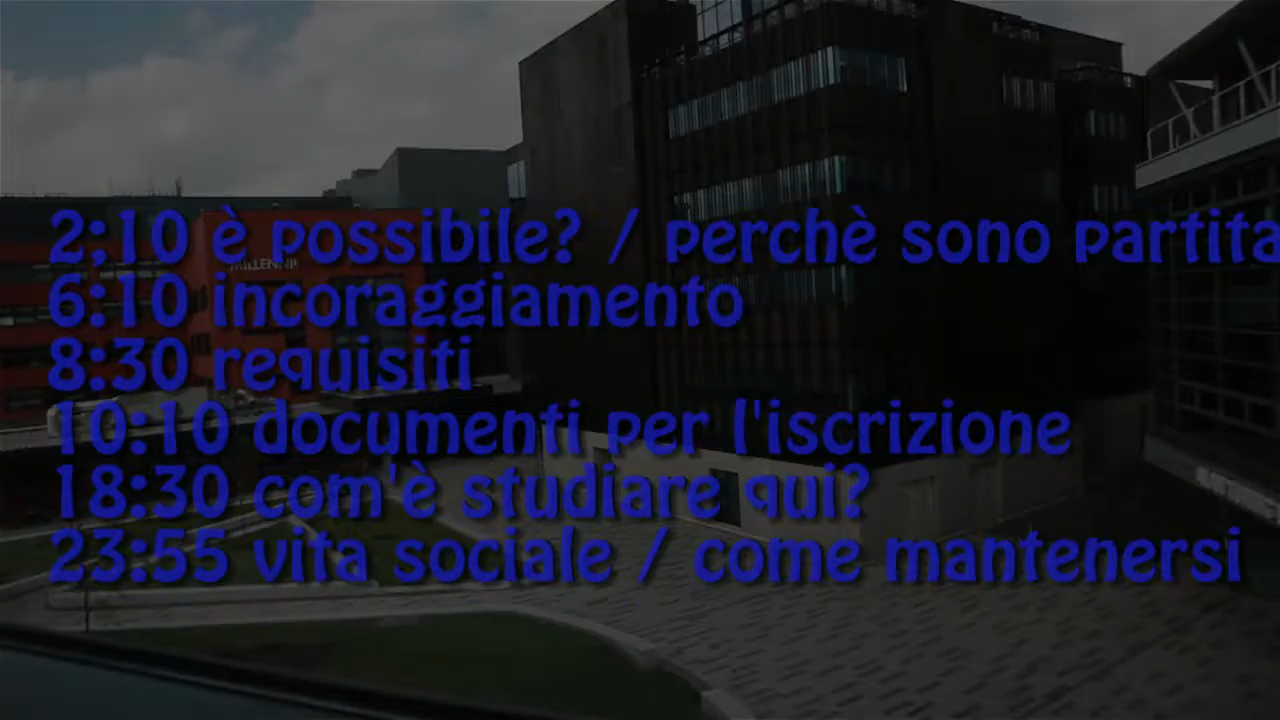 2:10 è possibile? / perchè sono partita
6:10 incoraggiamento
8:30 requisiti
10:10 documenti per l'iscrizione
18:30 com'è studiare qui?
23:55 vita sociale / come mantenersi